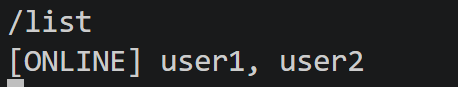 /list
[ONLINE] user1, user2